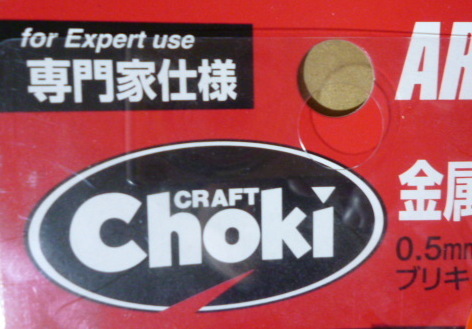 for Expert use
専門家仕様
AR
CRAFT
Choki
金属
0.5mm
ブリキ